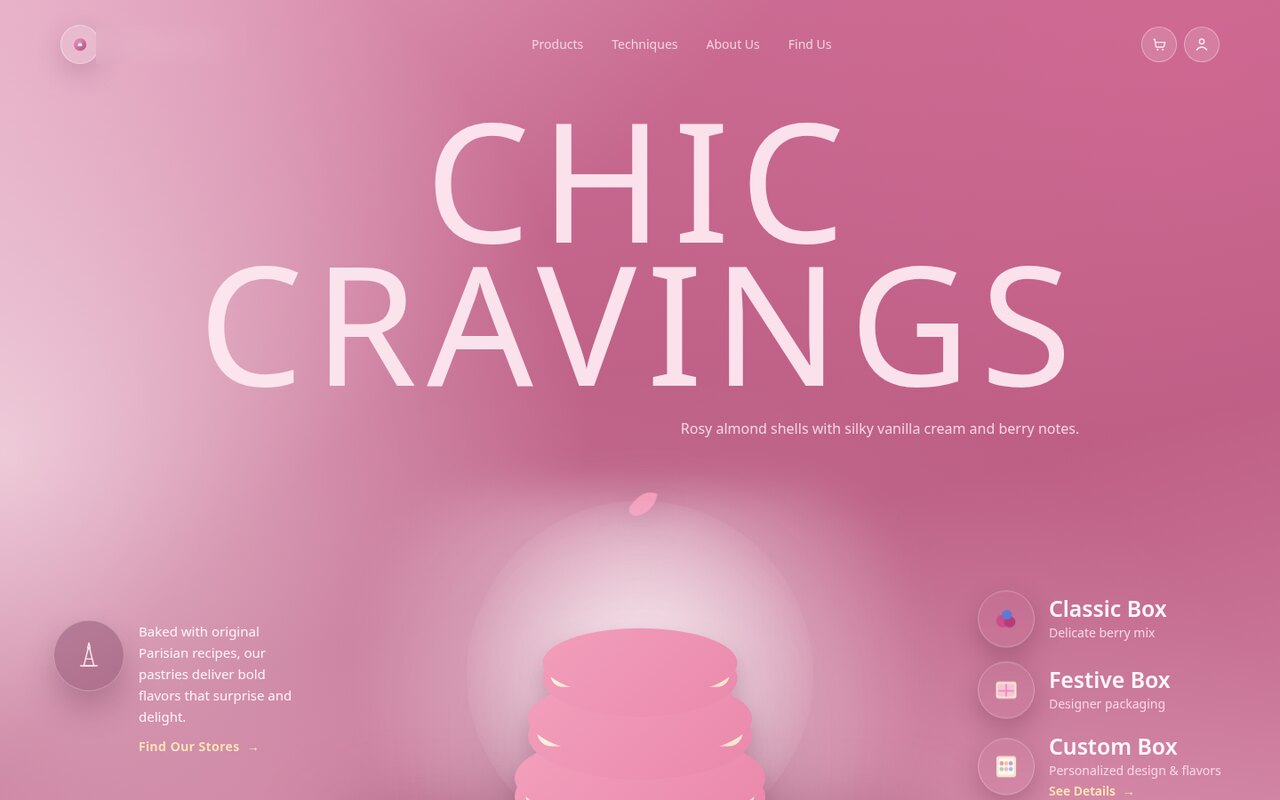 Products
Techniques
About Us
Find Us
CHIC
CRAVINGS
Rosy almond shells with silky vanilla cream and berry notes.
Baked with original
Parisian recipes, our
pastries deliver bold
flavors that surprise and
delight.
Find Our Stores →
Classic Box
Delicate berry mix
Festive Box
Designer packaging
Custom Box
Personalized design & flavors
See Details →